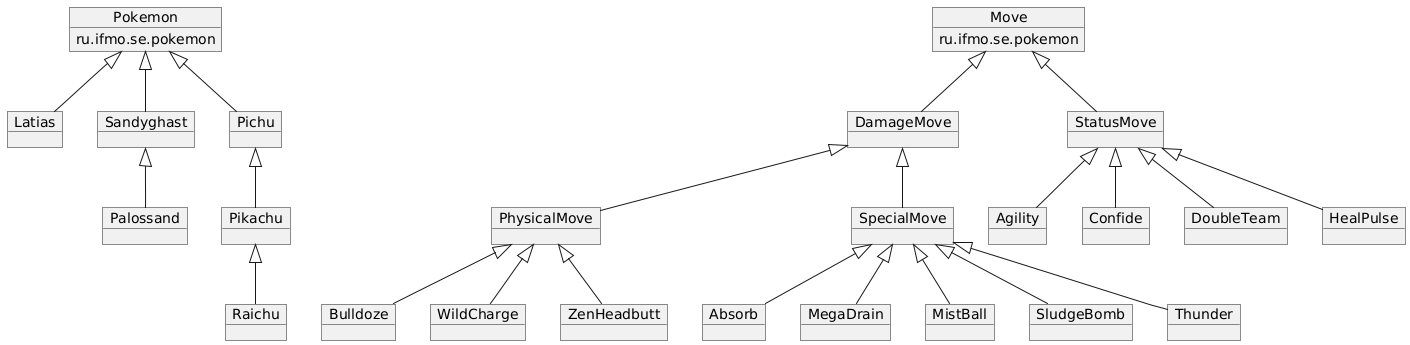 Pokemon
ru.ifmo.se.pokemon
Move
ru.ifmo.se.pokemon
Latias
Sandyghast
Pichu
DamageMove
StatusMove
Palossand
Pikachu
PhysicalMove
SpecialMove
Agility
Confide
DoubleTeam
HealPulse
Raichu
Bulldoze
WildCharge
ZenHeadbutt
Absorb
MegaDrain
MistBall
SludgeBomb
Thunder